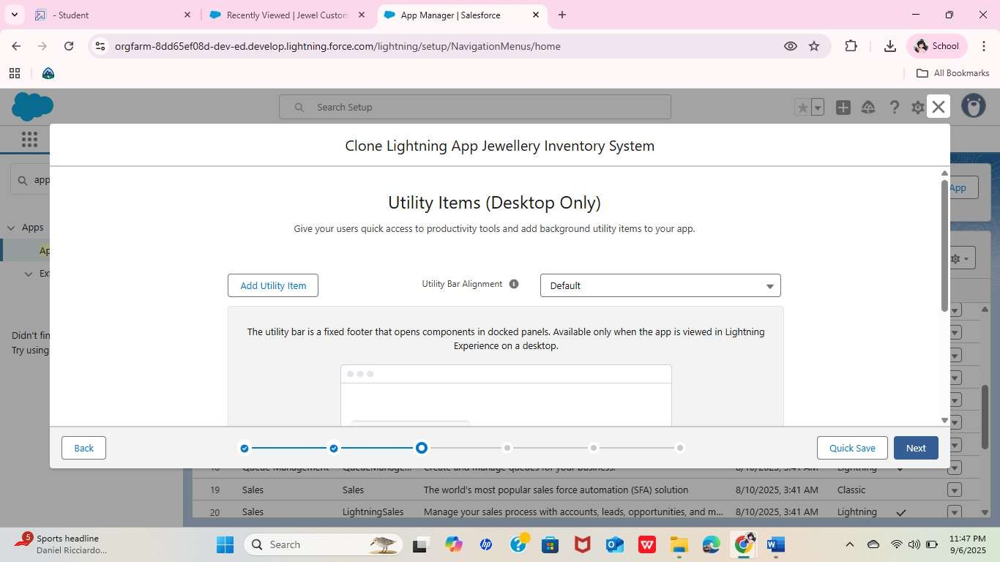 - Student
Recently Viewed | Jewel Custom
App Manager | Salesforce
orgfarm-8dd65ef08d-dev-ed.develop.lightning.force.com/lightning/setup/NavigationMenus/home
School
All Bookmarks
Search Setup
Clone Lightning App Jewellery Inventory System
app
App
Utility Items (Desktop Only)
Give your users quick access to productivity tools and add background utility items to your app.
Apps
Ap
Ex
Add Utility Item
Utility Bar Alignment
Default
Didn't fin
Try using
The utility bar is a fixed footer that opens components in docked panels. Available only when the app is viewed in Lightning
Experience on a desktop.
Back
Quick Save
Next
18 Queue Management QueueManage... Create and manage queues for your business. 8/10/2025, 3:41 AM Lightning
19 Sales Sales The world's most popular sales force automation (SFA) solution 8/10/2025, 3:41 AM Classic
20 Sales LightningSales Manage your sales process with accounts, leads, opportunities, and m... 8/10/2025, 3:41 AM Lightning
5
Sports headline
Daniel Ricciardo...
Search
11:47 PM
9/6/2025